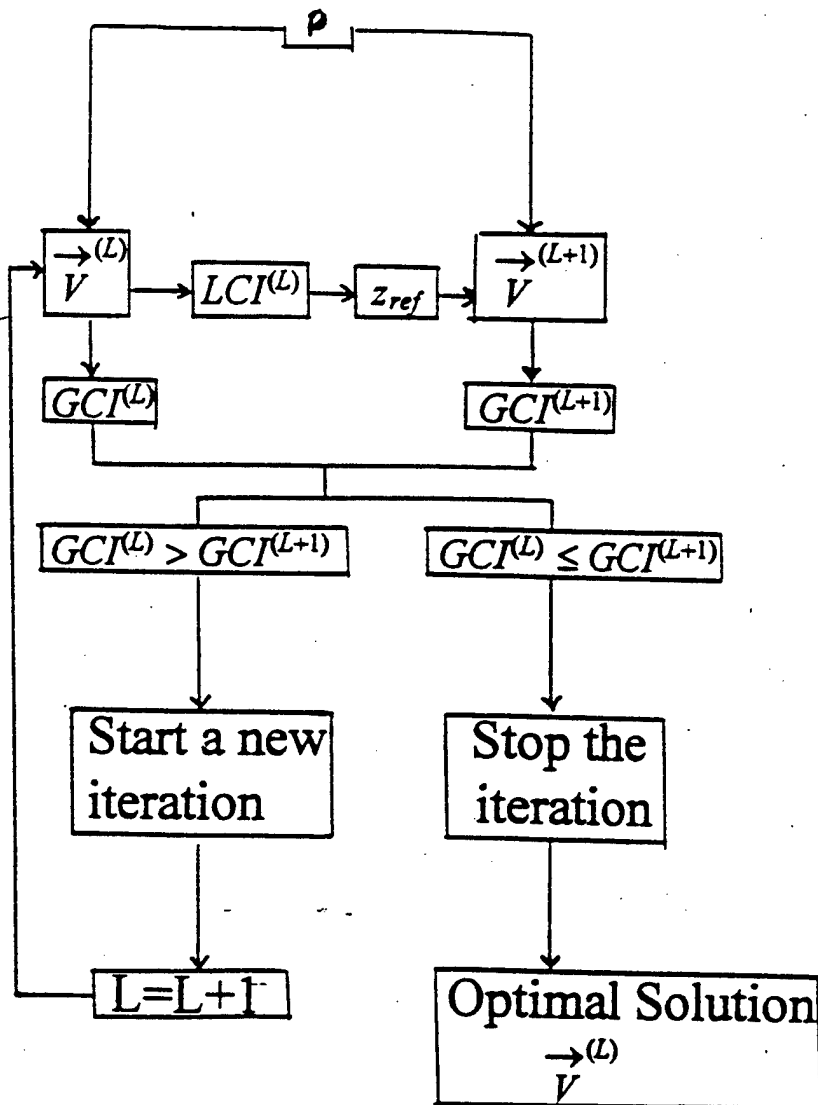 ρ
V⃗^(L)
LCI^(L)
z_ref
V⃗^(L+1)
GCI^(L)
GCI^(L+1)
GCI^(L) > GCI^(L+1)
GCI^(L) ≤ GCI^(L+1)
Start a new
iteration
Stop the
iteration
L=L+1
Optimal Solution
V⃗^(L)